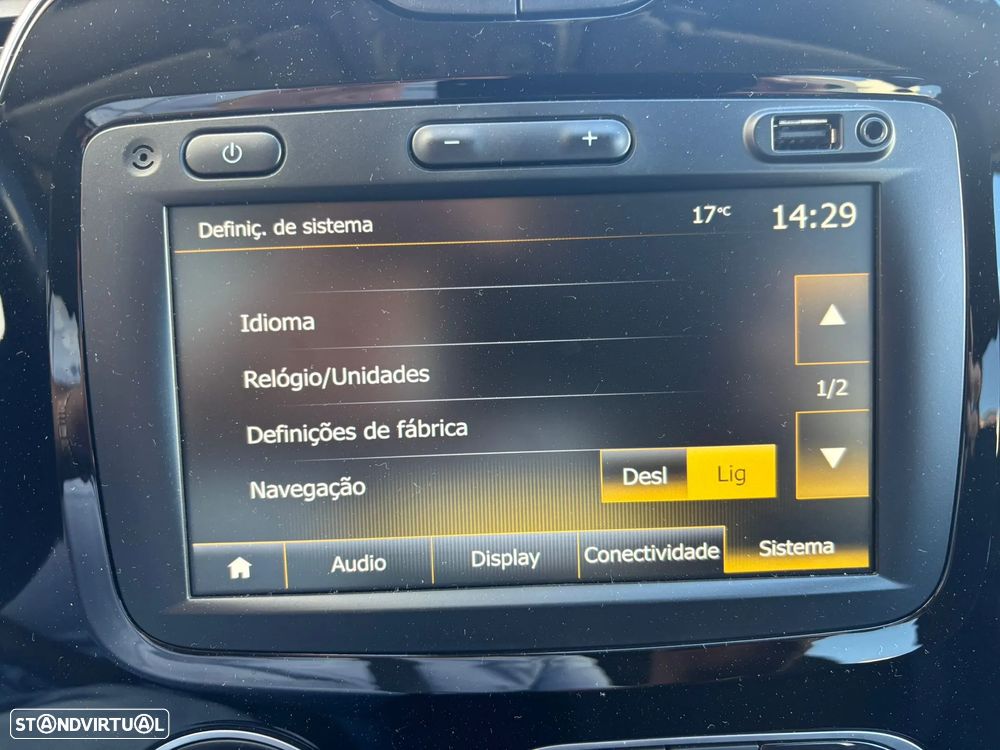 Definiç. de sistema 17°C 14:29
Idioma
Relógio/Unidades
1/2
Definições de fábrica
Navegação Desl Lig
Audio Display Conectividade Sistema
STANDVIRTUAL